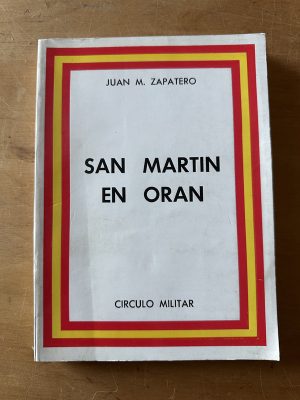 JUAN M. ZAPATERO
SAN MARTIN
EN ORAN
CIRCULO MILITAR